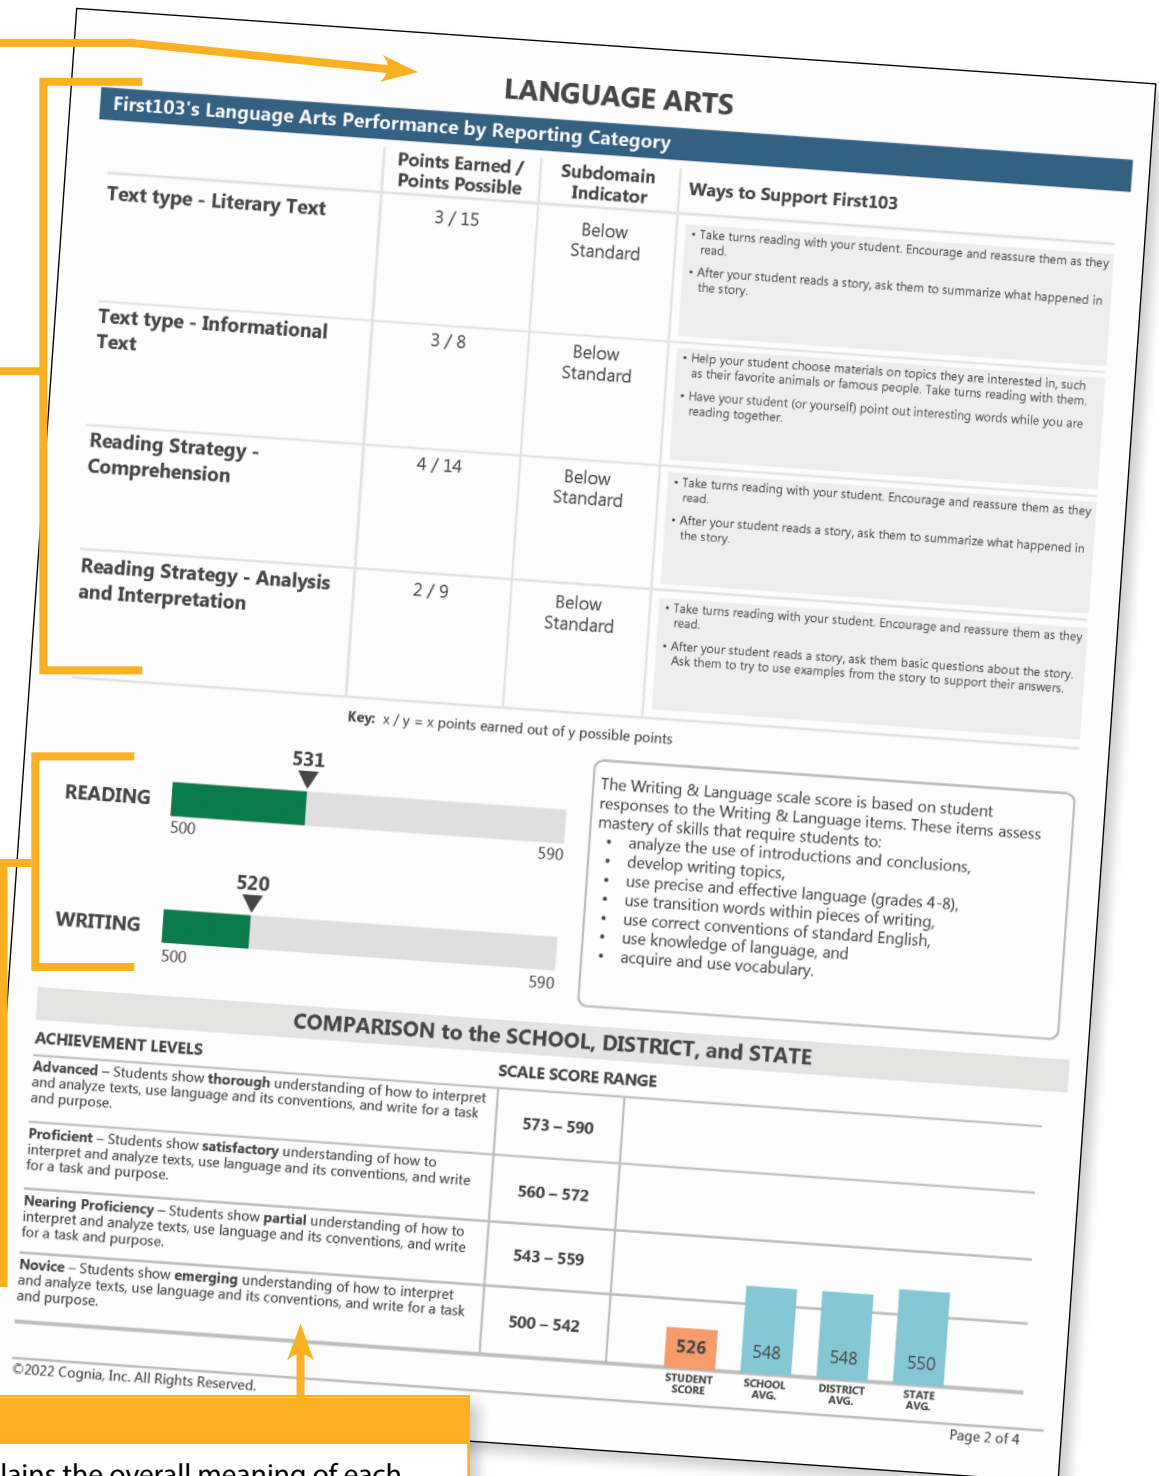 LANGUAGE ARTS
First103's Language Arts Performance by Reporting Category
Points Earned /
Points Possible
Subdomain
Indicator
Ways to Support First103
Text type - Literary Text
3 / 15
Below
Standard
• Take turns reading with your student. Encourage and reassure them as they
read.
• After your student reads a story, ask them to summarize what happened in
the story.
Text type - Informational
Text
3 / 8
Below
Standard
• Help your student choose materials on topics they are interested in, such
as their favorite animals or famous people. Take turns reading with them.
• Have your student (or yourself) point out interesting words while you are
reading together.
Reading Strategy -
Comprehension
4 / 14
Below
Standard
• Take turns reading with your student. Encourage and reassure them as they
read.
• After your student reads a story, ask them to summarize what happened in
the story.
Reading Strategy - Analysis
and Interpretation
2 / 9
Below
Standard
• Take turns reading with your student. Encourage and reassure them as they
read.
• After your student reads a story, ask them basic questions about the story.
Ask them to try to use examples from the story to support their answers.
Key: x / y = x points earned out of y possible points
READING
531
500
590
WRITING
520
500
590
The Writing & Language scale score is based on student
responses to the Writing & Language items. These items assess
mastery of skills that require students to:
• analyze the use of introductions and conclusions,
• develop writing topics,
• use precise and effective language (grades 4-8),
• use transition words within pieces of writing,
• use correct conventions of standard English,
• use knowledge of language, and
• acquire and use vocabulary.
COMPARISON to the SCHOOL, DISTRICT, and STATE
ACHIEVEMENT LEVELS
SCALE SCORE RANGE
Advanced – Students show thorough understanding of how to interpret
and analyze texts, use language and its conventions, and write for a task
and purpose.
573 – 590
Proficient – Students show satisfactory understanding of how to
interpret and analyze texts, use language and its conventions, and write
for a task and purpose.
560 – 572
Nearing Proficiency – Students show partial understanding of how to
interpret and analyze texts, use language and its conventions, and write
for a task and purpose.
543 – 559
Novice – Students show emerging understanding of how to interpret
and analyze texts, use language and its conventions, and write for a task
and purpose.
500 – 542
526
548
548
550
STUDENT
SCORE
SCHOOL
AVG.
DISTRICT
AVG.
STATE
AVG.
©2022 Cognia, Inc. All Rights Reserved.
Page 2 of 4
lains the overall meaning of each